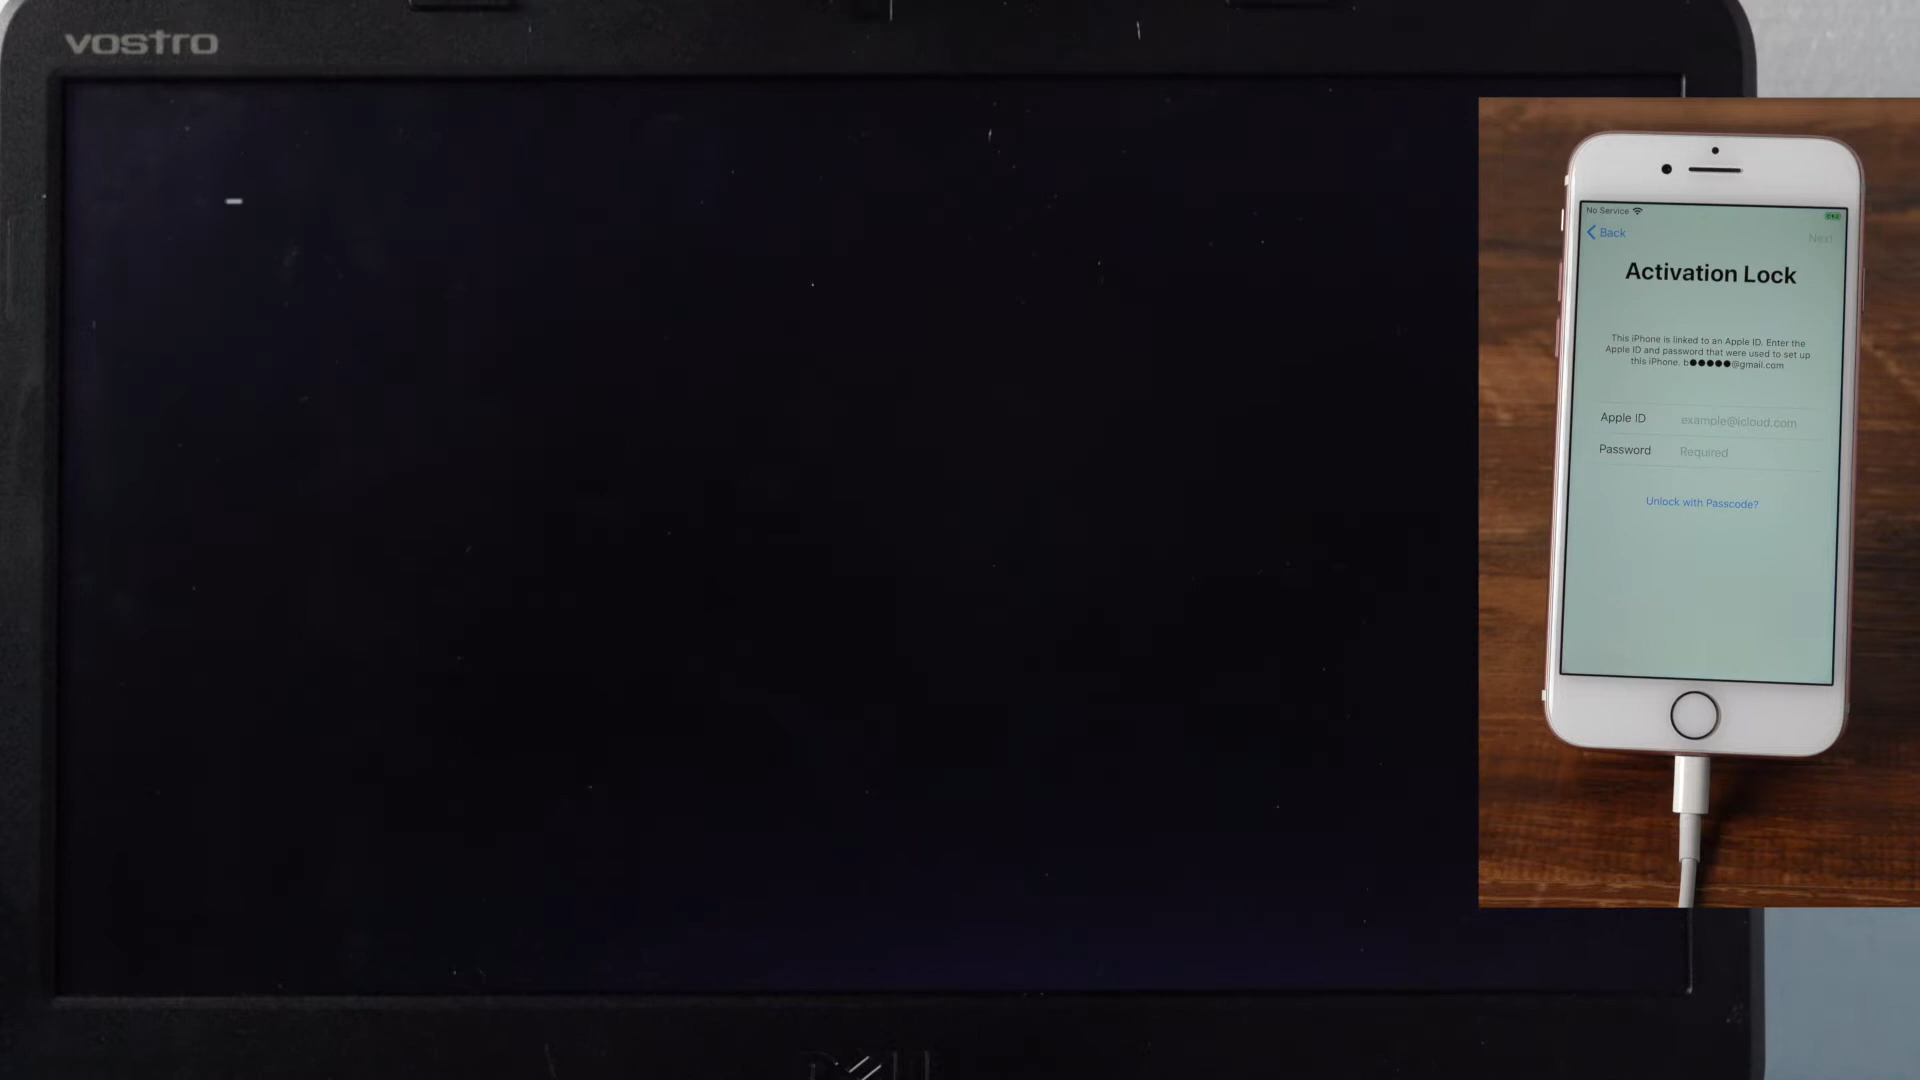 vostro
No Service
Back
Next
Activation Lock
This iPhone is linked to an Apple ID. Enter the
Apple ID and password that were used to set up
this iPhone. b●●●●●@gmail.com
Apple ID example@icloud.com
Password Required
Unlock with Passcode?
DELL